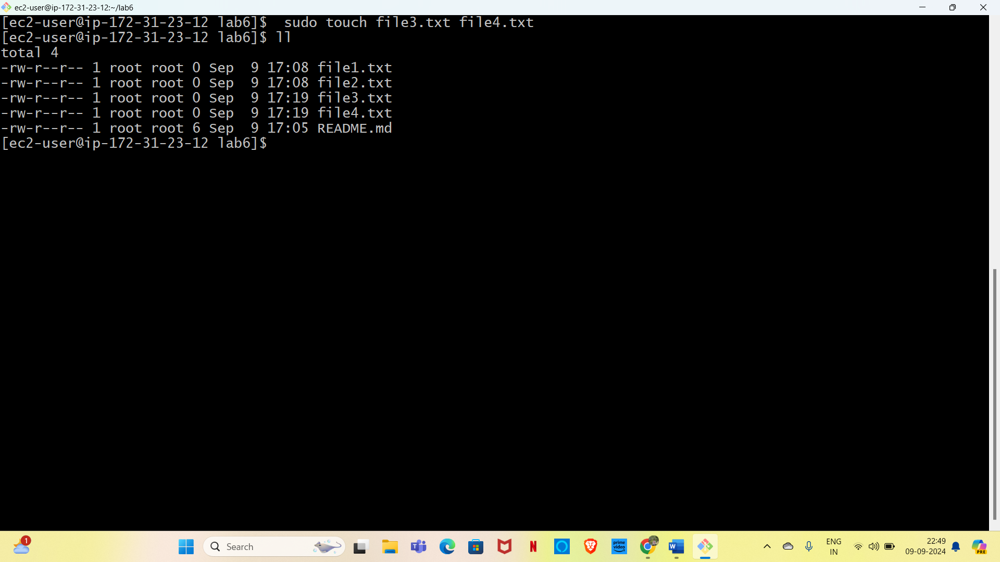 ec2-user@ip-172-31-23-12:~/lab6
[ec2-user@ip-172-31-23-12 lab6]$  sudo touch file3.txt file4.txt
[ec2-user@ip-172-31-23-12 lab6]$ ll
total 4
-rw-r--r-- 1 root root 0 Sep  9 17:08 file1.txt
-rw-r--r-- 1 root root 0 Sep  9 17:08 file2.txt
-rw-r--r-- 1 root root 0 Sep  9 17:19 file3.txt
-rw-r--r-- 1 root root 0 Sep  9 17:19 file4.txt
-rw-r--r-- 1 root root 6 Sep  9 17:05 README.md
[ec2-user@ip-172-31-23-12 lab6]$
1
Search
T
N
prime video
W
ENG
IN
22:49
09-09-2024
PRE